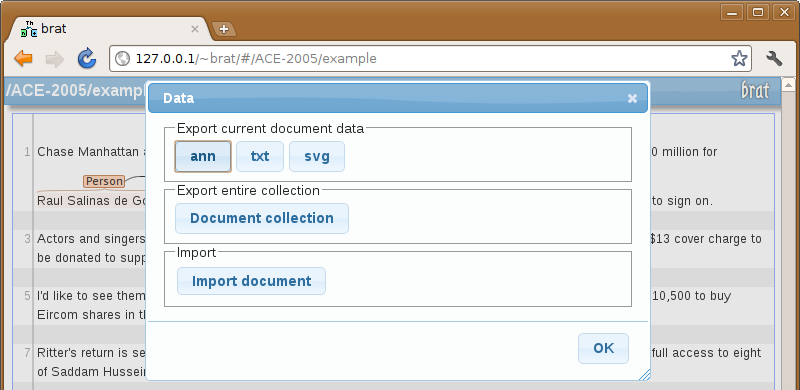 brat
127.0.0.1/~brat/#/ACE-2005/example
/ACE-2005/exampl
brat
Data
Export current document data
ann txt svg
Export entire collection
Document collection
Import
Import document
OK
1 Chase Manhattan 0 million for
Person
Raul Salinas de Go to sign on.
3 Actors and singers $13 cover charge to
be donated to supp
5 I'd like to see them 10,500 to buy
Eircom shares in th
7 Ritter's return is se full access to eight
of Saddam Hussein